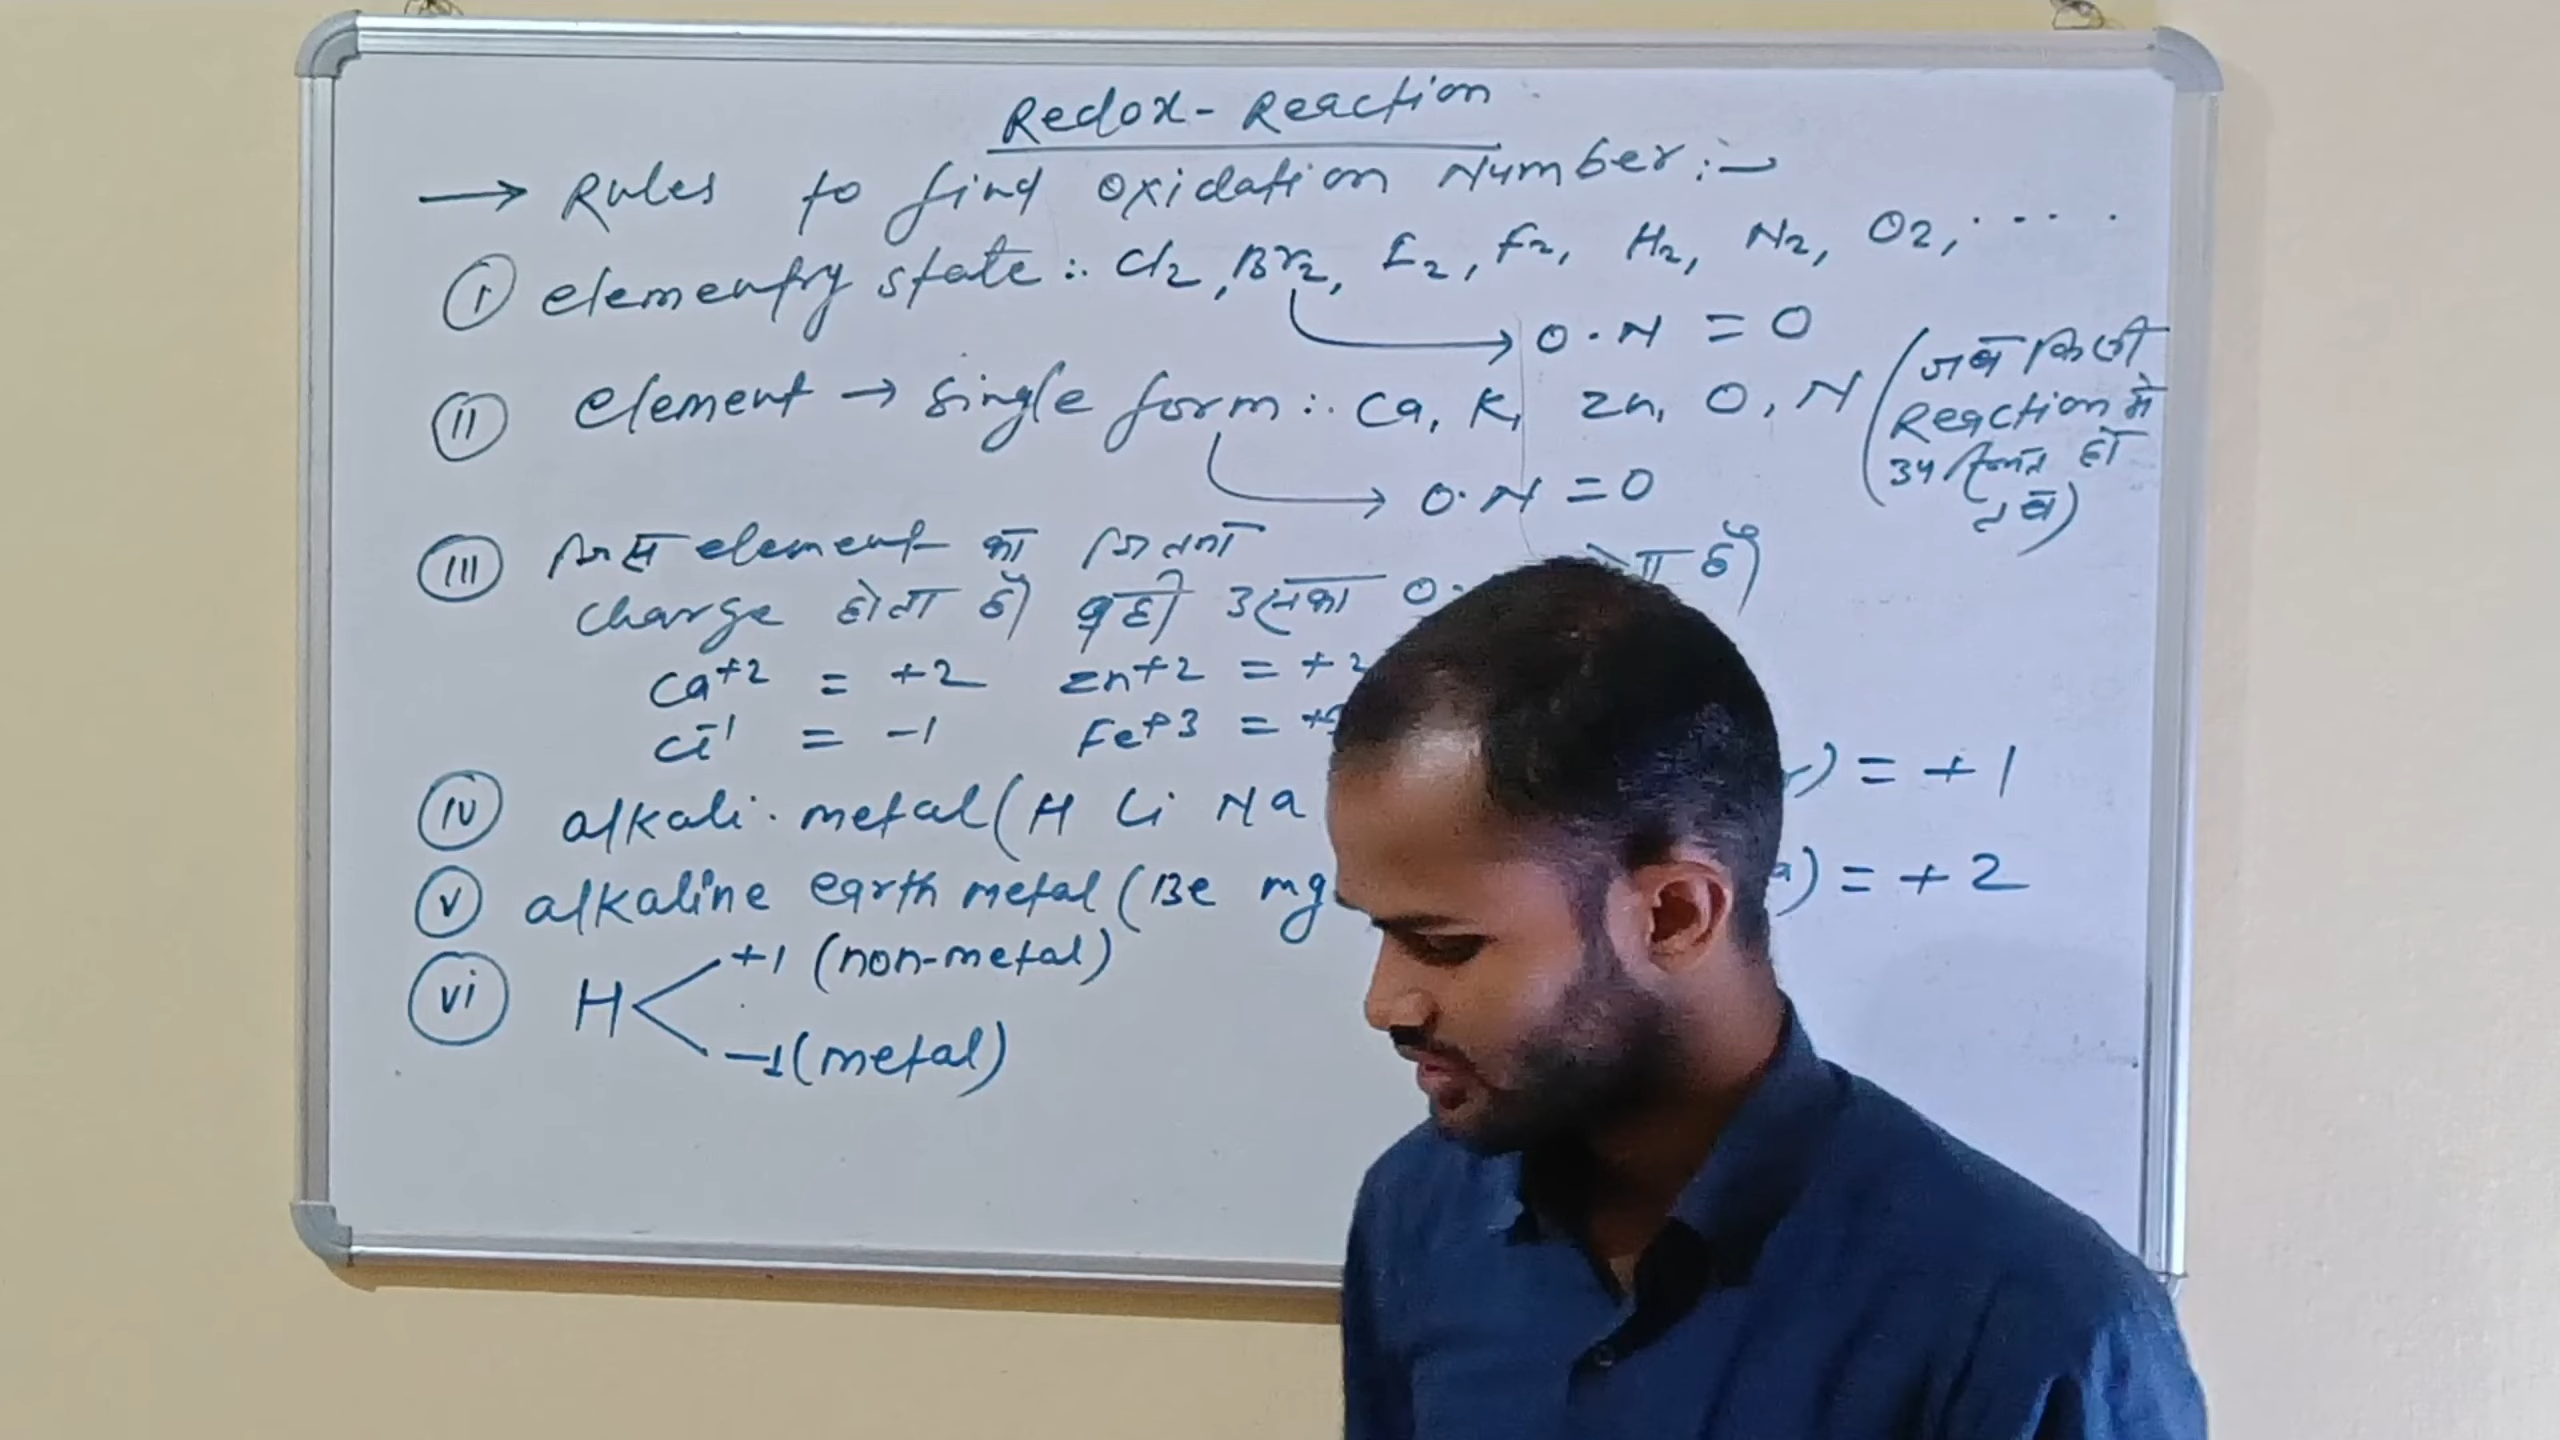 Redox-Reaction
→ Rules to find Oxidation Number:-
(I) elementry state:. Cl2, Br2, I2, F2, H2, N2, O2, ....
→ O.N = 0
(II) element → single form:. Ca, K, Zn, O, N (जब किसी
Reaction में
उपस्थित हो
तब)
→ O.N = 0
(III) जिस element का जितना
charge होता है वही उसका O. है
Ca+2 = +2 Zn+2 = +2
Cl-1 = -1 Fe+3 =
(IV) alkali. metal (H Li Na ) = +1
(V) alkaline earth metal (Be mg ) = +2
(VI) H < +1 (non-metal)
-1 (metal)